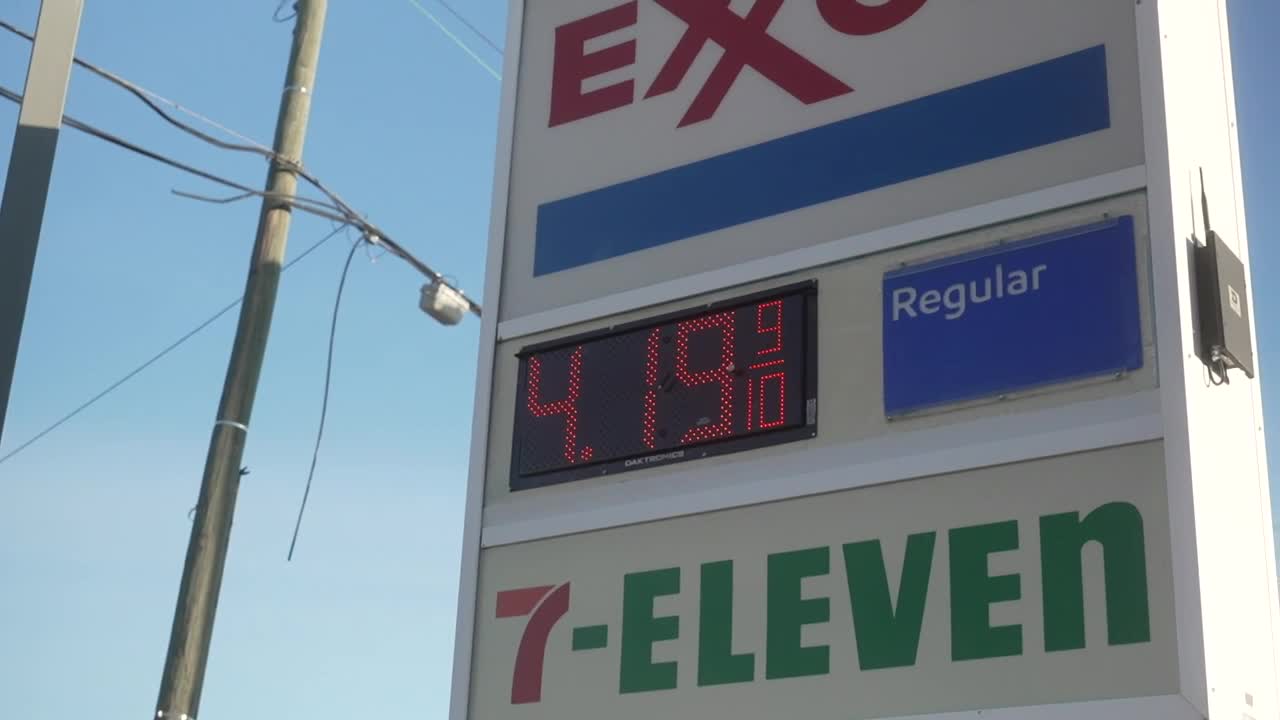 EXXO
Regular
4.19 9/10
DAKTRONICS
7-ELEVEn